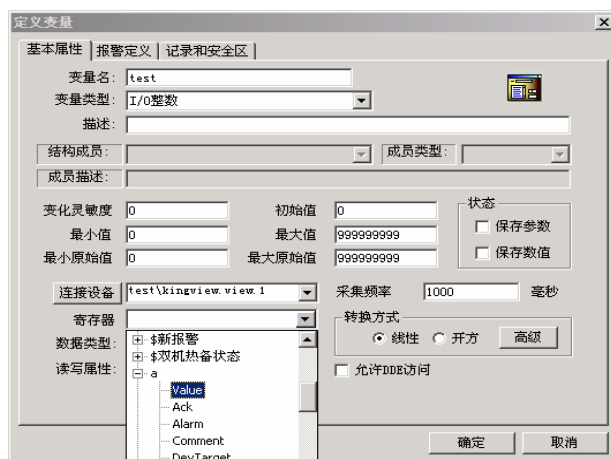 定义变量
基本属性 报警定义 记录和安全区
变量名: test
变量类型: I/O整数
描述:
结构成员: 成员类型:
成员描述:
变化灵敏度 0 初始值 0 状态
最小值 0 最大值 999999999 保存参数
最小原始值 0 最大原始值 999999999 保存数值
连接设备 test\kingview.view.1 采集频率 1000 毫秒
寄存器 转换方式
数据类型: $新报警 线性 开方 高级
$双机热备状态
读写属性: a 允许DDE访问
Value
Ack
Alarm
Comment 确定 取消
DevTarget